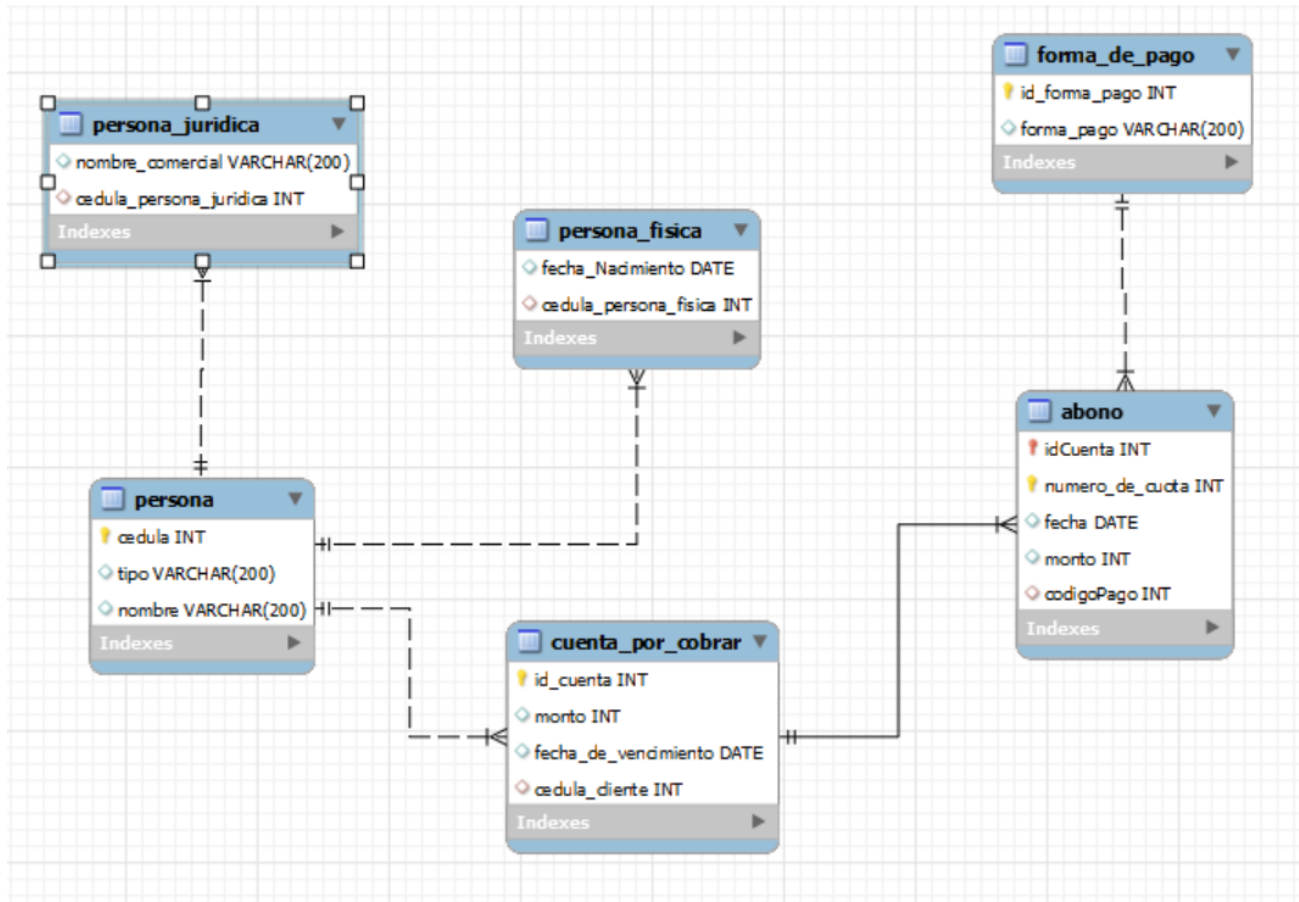 persona_juridica
nombre_comercial VARCHAR(200)
cedula_persona_juridica INT
Indexes
forma_de_pago
id_forma_pago INT
forma_pago VARCHAR(200)
Indexes
persona_fisica
fecha_Nacimiento DATE
cedula_persona_fisica INT
Indexes
persona
cedula INT
tipo VARCHAR(200)
nombre VARCHAR(200)
Indexes
abono
idCuenta INT
numero_de_cuota INT
fecha DATE
monto INT
codigoPago INT
Indexes
cuenta_por_cobrar
id_cuenta INT
monto INT
fecha_de_vencimiento DATE
cedula_cliente INT
Indexes